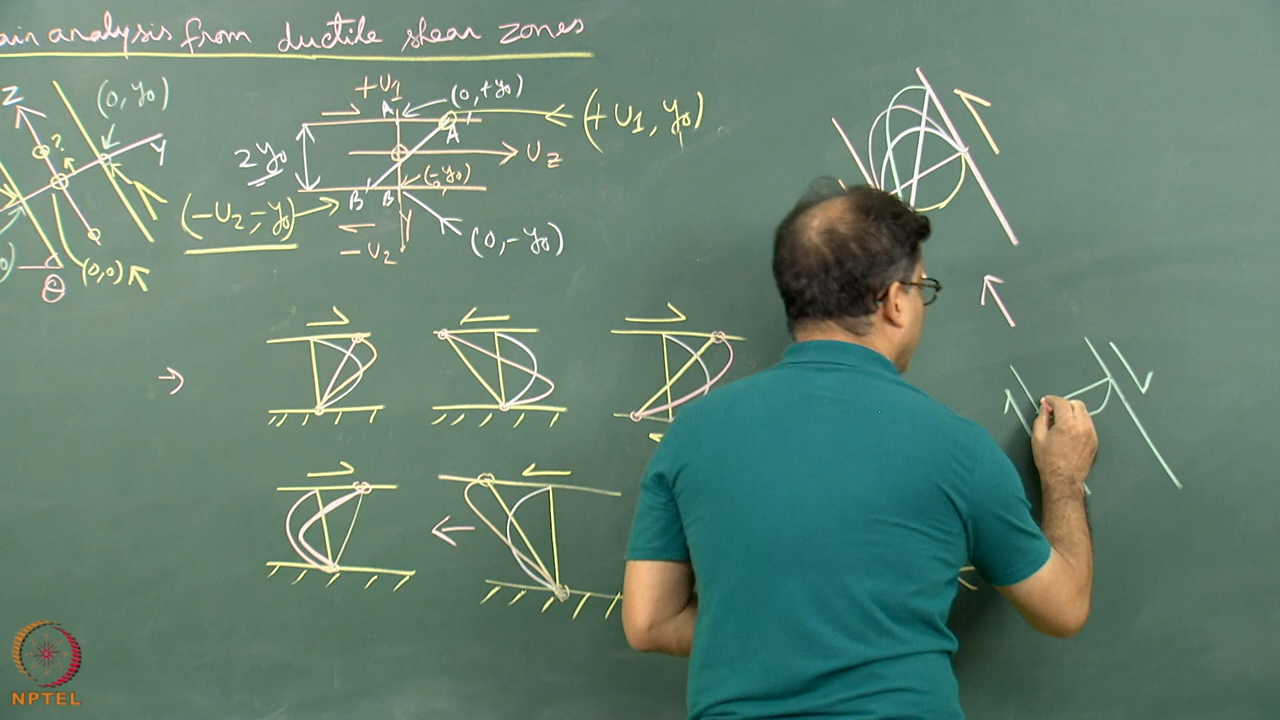 ain analysis from ductile shear zones
Z
(0, y₀)
Y
?
(0,0)
θ
+U₁
A
(0,+y₀)
A'
(+U₁, y₀)
2y₀
U_Z
(-y₀)
B' B
(-U₂,-y₀)
Y
-U₂
(0,-y₀)
NPTEL